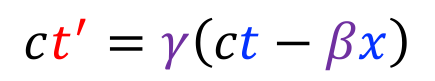 ct′ = γ(ct − βx)